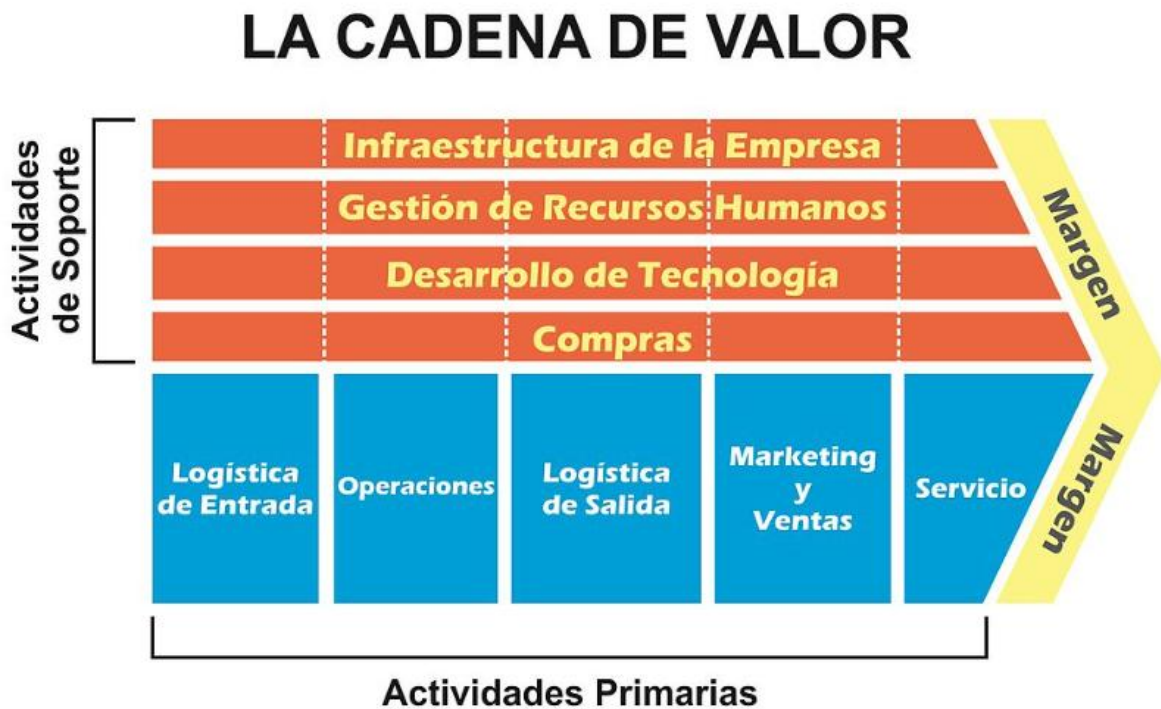 LA CADENA DE VALOR
Actividades
de Soporte
Infraestructura de la Empresa
Gestión de Recursos Humanos
Desarrollo de Tecnología
Compras
Margen
Logística
de Entrada
Operaciones
Logística
de Salida
Marketing
y
Ventas
Servicio
Margen
Actividades Primarias